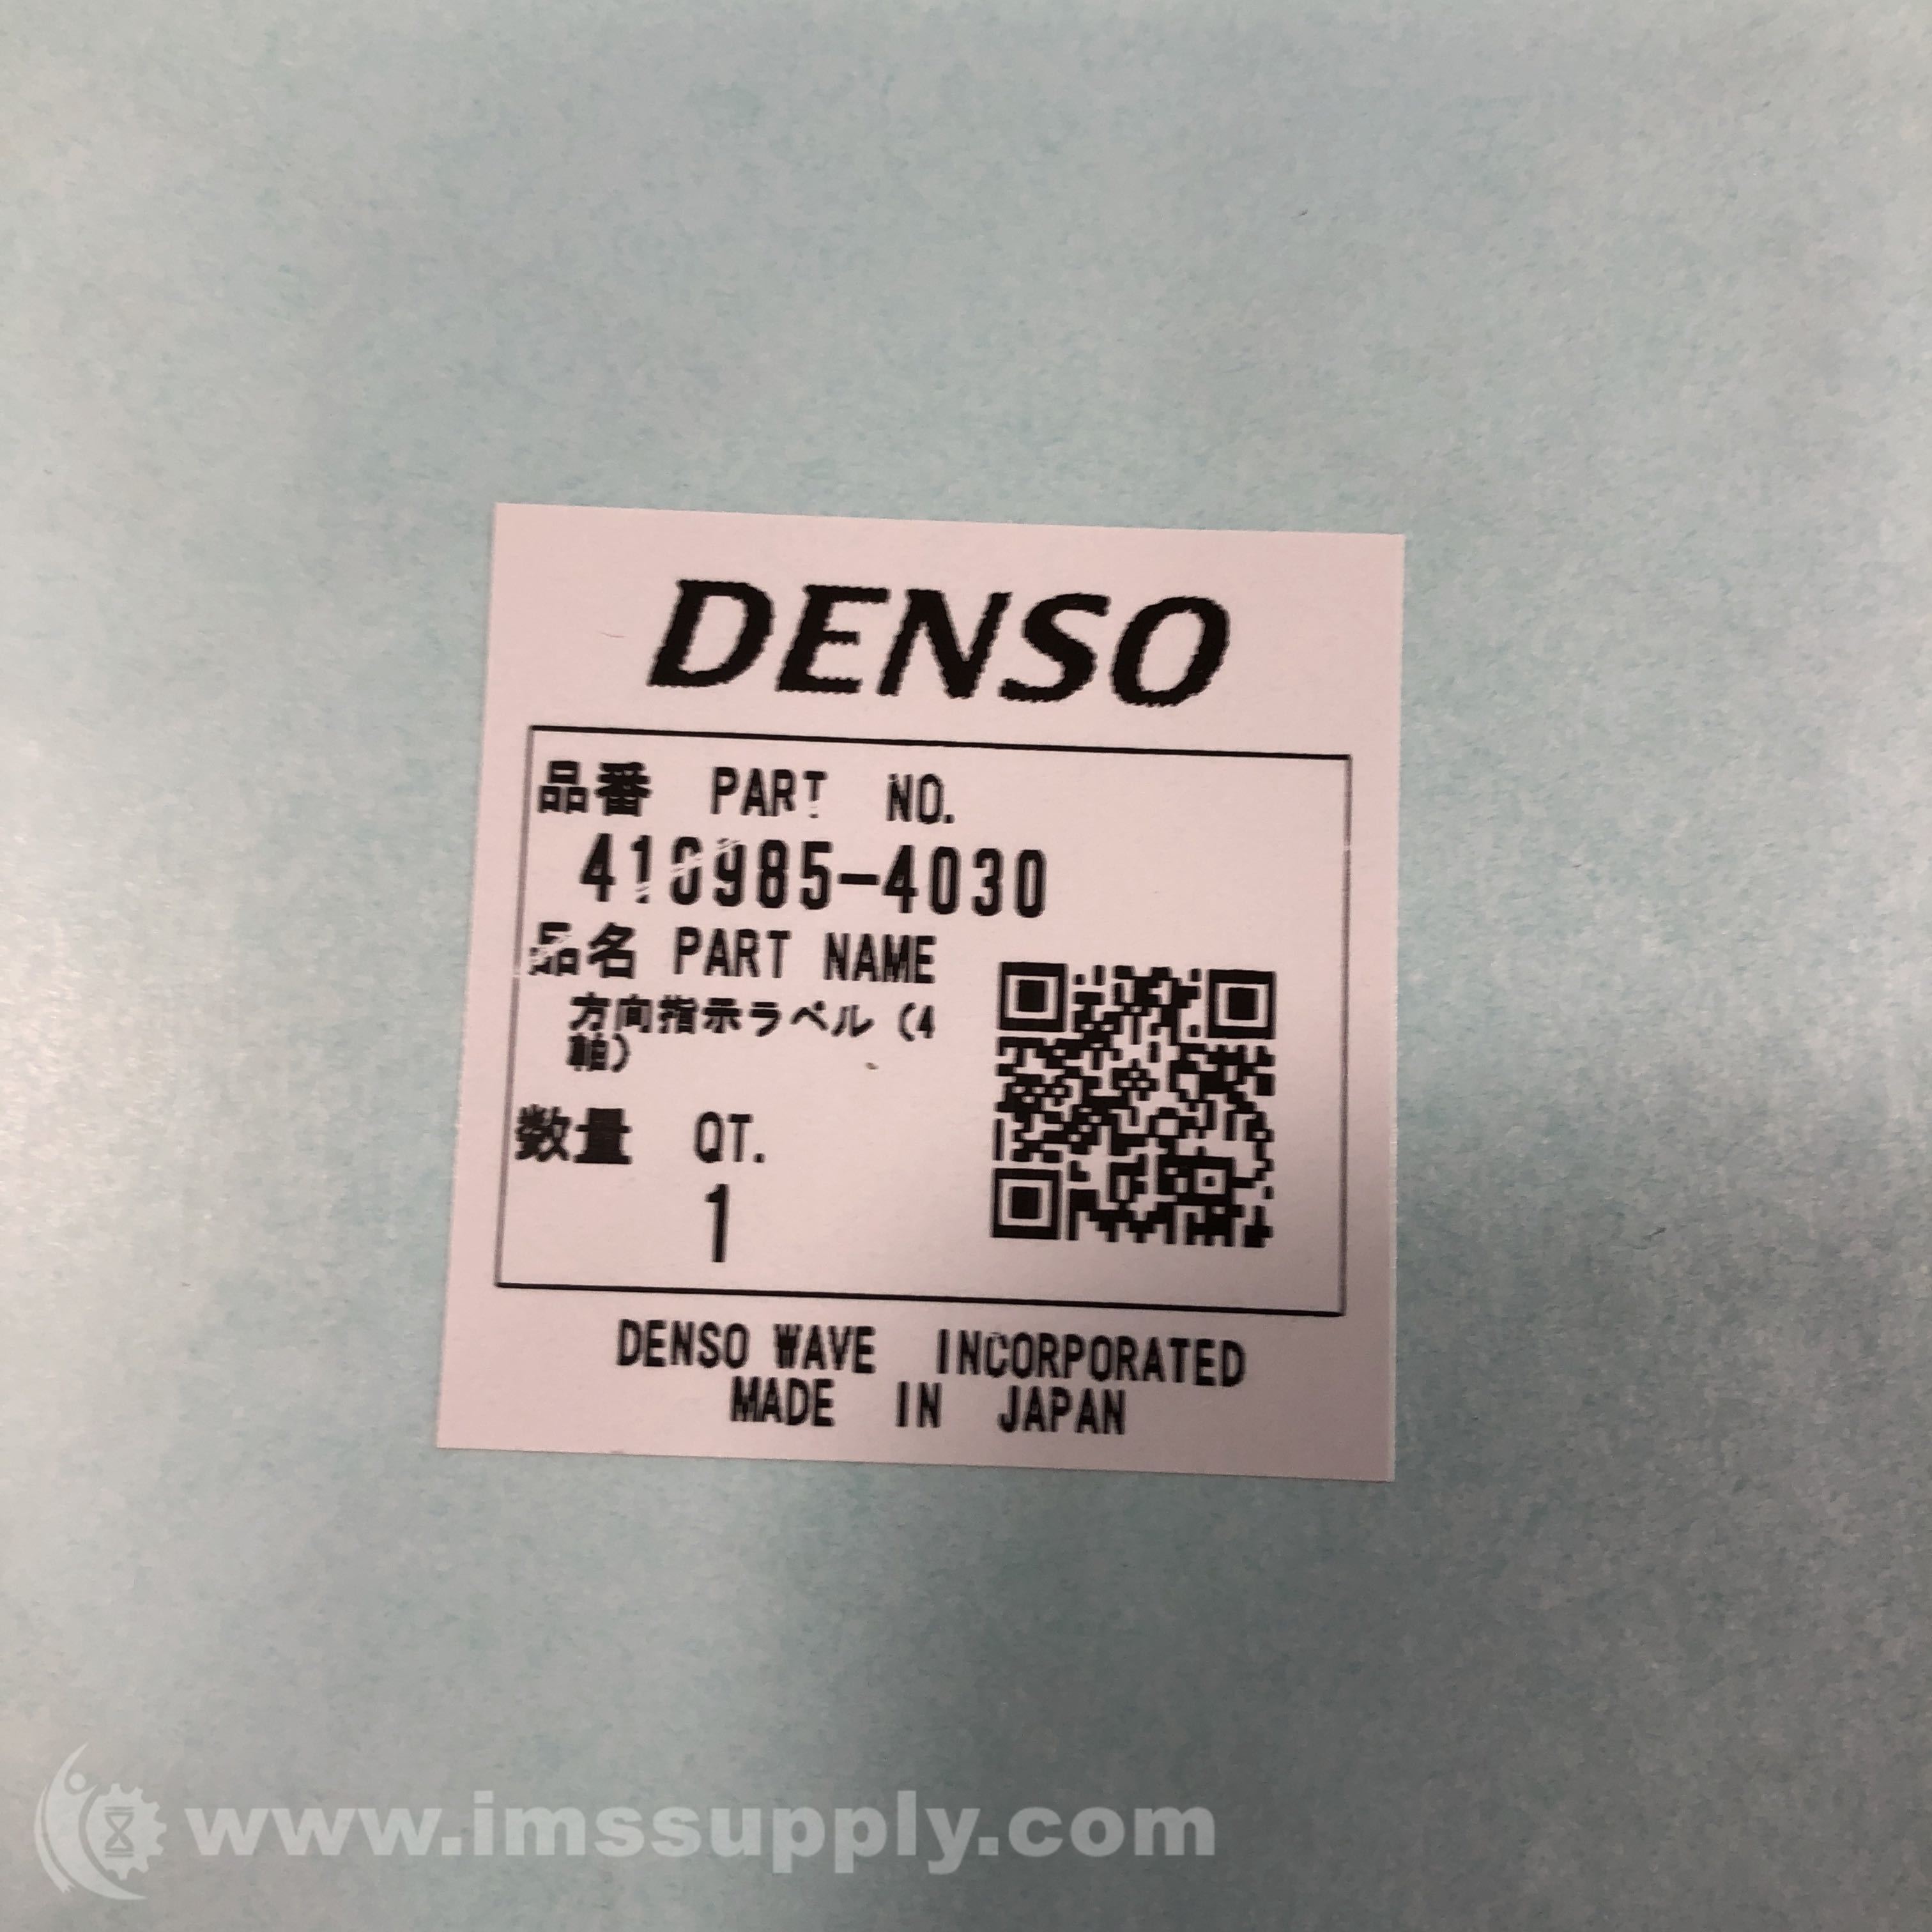 DENSO
品番 PART NO.
410985-4030
品名 PART NAME
方向指示ラベル (4
軸)
数量 QT.
1
DENSO WAVE INCORPORATED
MADE IN JAPAN
www.imssupply.com